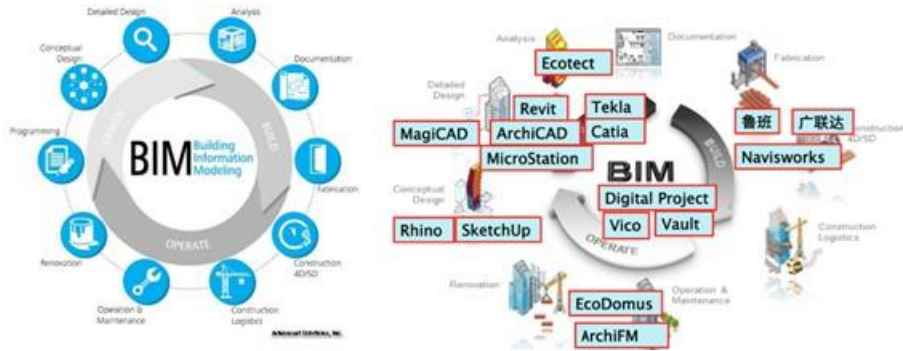 Detailed Design
Analysis
Conceptual
Design
Documentation
Programming
DESIGN
BUILD
BIM Building
Information
Modeling
Fabrication
OPERATE
Renovation
Construction
4D/5D
Operation &
Maintenance
Construction
Logistics
Advanced Solutions, Inc.
Analysis
Documentation
Ecotect
Fabrication
Detailed
Design
Revit
Tekla
MagiCAD
ArchiCAD
Catia
鲁班
广联达
Construction
4D/5D
MicroStation
BIM
BUILD
Navisworks
Conceptual
Design
Digital Project
Rhino
SketchUp
Vico
Vault
OPERATE
Construction
Logistics
Renovation
Operation &
Maintenance
EcoDomus
ArchiFM